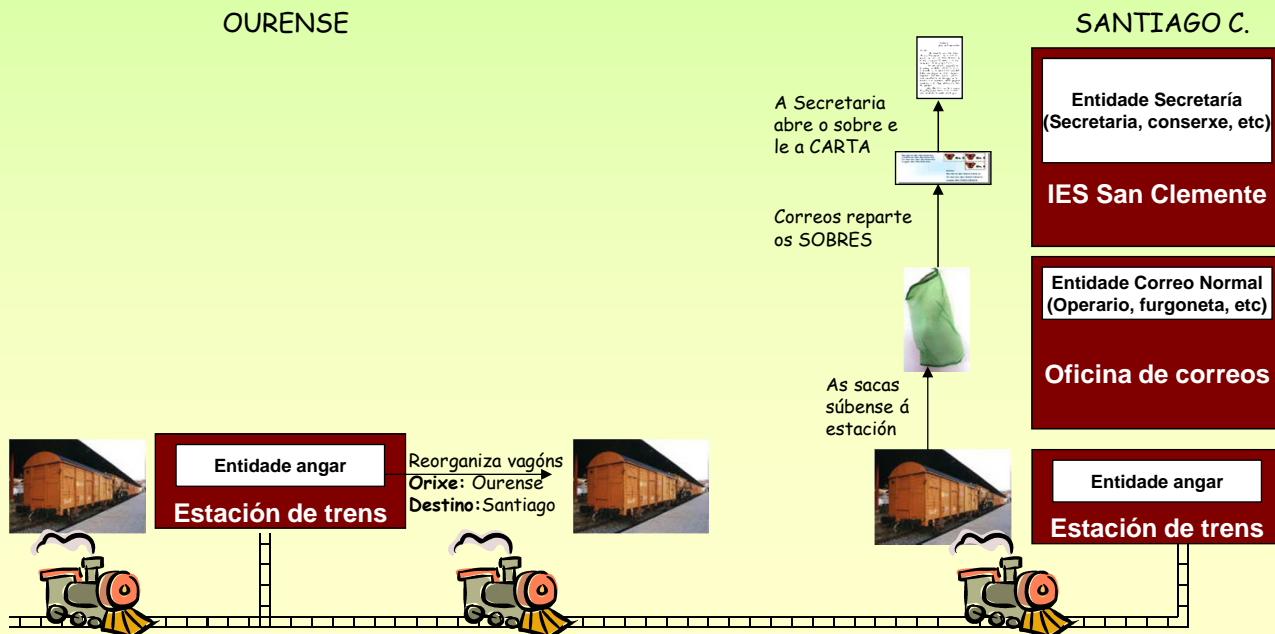 OURENSE
SANTIAGO C.
A Secretaria
abre o sobre e
le a CARTA
Entidade Secretaría
(Secretaria, conserxe, etc)
IES San Clemente
Correos reparte
os SOBRES
Entidade Correo Normal
(Operario, furgoneta, etc)
Oficina de correos
As sacas
súbense á
estación
Entidade angar
Estación de trens
Reorganiza vagóns
Orixe: Ourense
Destino:Santiago
Entidade angar
Estación de trens